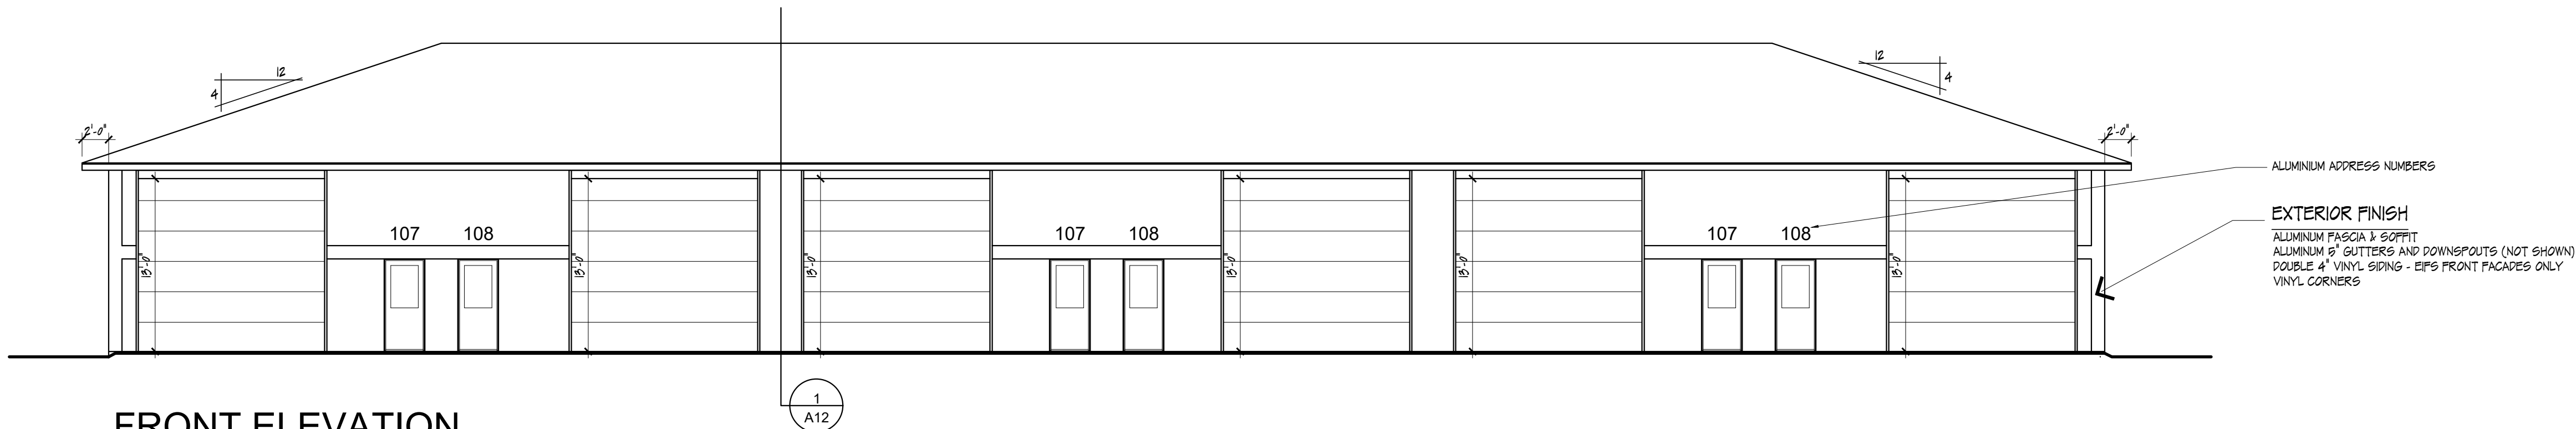 12
4
12
4
2'-0"
2'-0"
ALUMINIUM ADDRESS NUMBERS
EXTERIOR FINISH
ALUMINUM FASCIA & SOFFIT
ALUMINUM 5" GUTTERS AND DOWNSPOUTS (NOT SHOWN)
DOUBLE 4" VINYL SIDING - EIFS FRONT FACADES ONLY
VINYL CORNERS
107 108
107 108
107 108
13'-0"
13'-0"
13'-0"
13'-0"
13'-0"
13'-0"
1
A12
FRONT ELEVATION